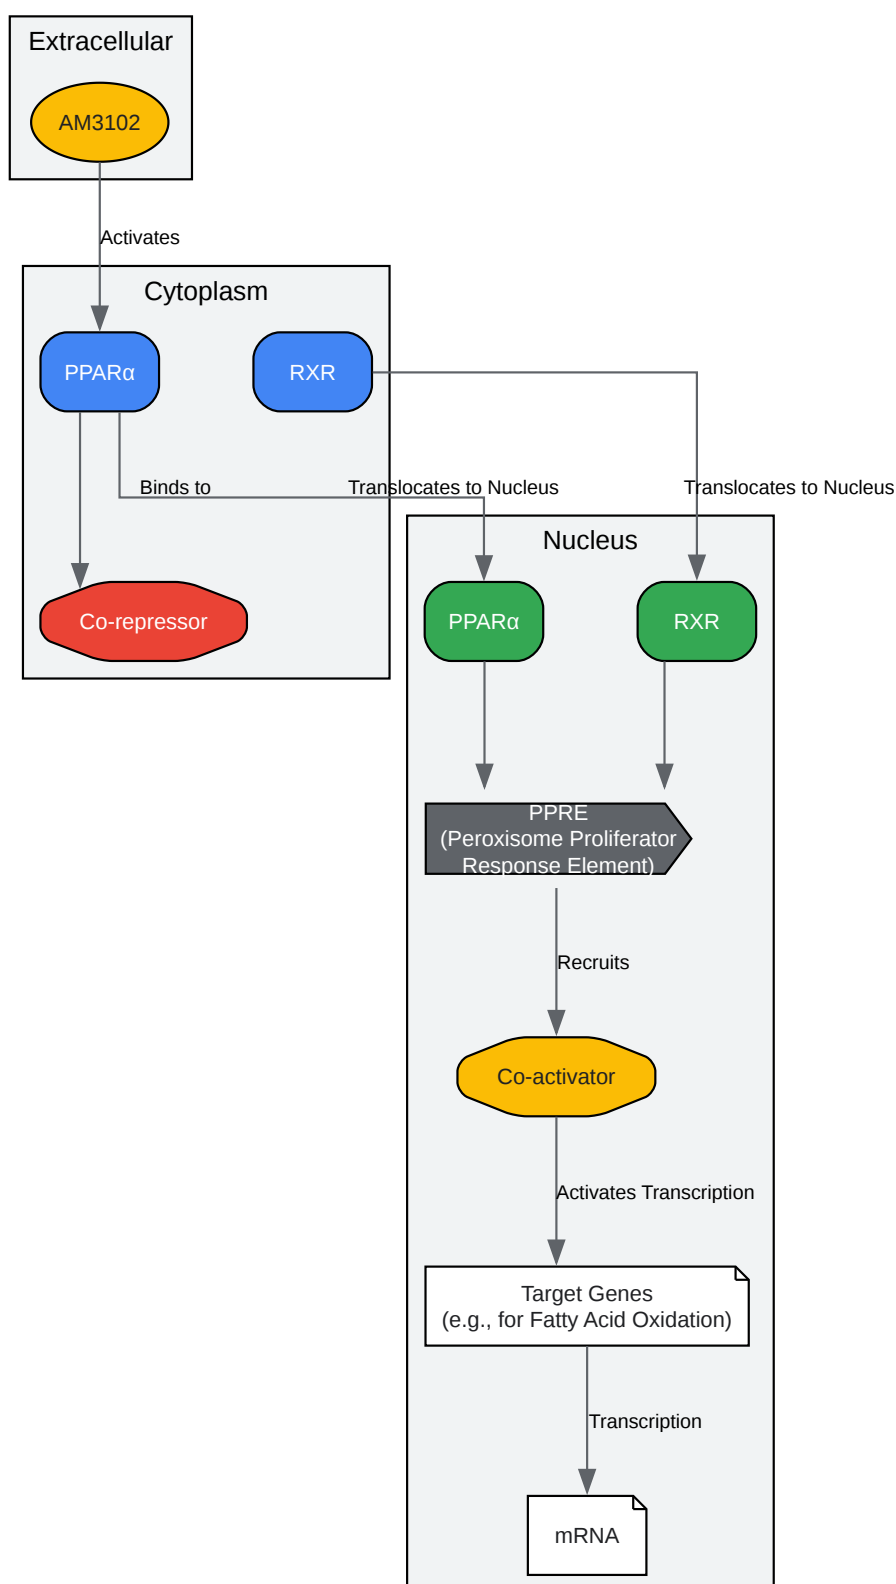 Extracellular
AM3102
Activates
Cytoplasm
PPARα
RXR
Binds to
Translocates to Nucleus
Translocates to Nucleus
Nucleus
Co-repressor
PPARα
RXR
PPRE
(Peroxisome Proliferator
Response Element)
Recruits
Co-activator
Activates Transcription
Target Genes
(e.g., for Fatty Acid Oxidation)
Transcription
mRNA